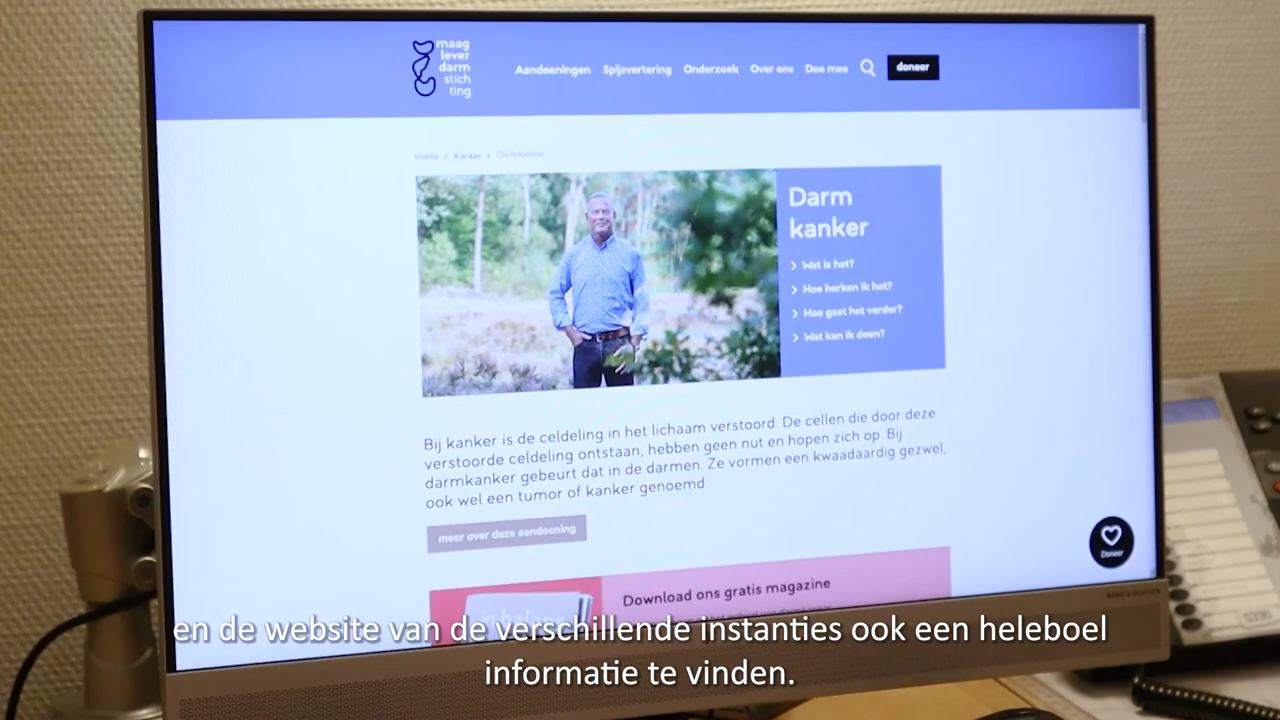 maag
lever
darm
stich
ting
Aandoeningen Spijsvertering Onderzoek Over ons Doe mee doneer
Home › Kanker › Darmkanker
Darm
kanker
Wat is het?
Hoe herken ik het?
Hoe gaat het verder?
Wat kan ik doen?
Bij kanker is de celdeling in het lichaam verstoord. De cellen die door deze
verstoorde celdeling ontstaan, hebben geen nut en hopen zich op. Bij
darmkanker gebeurt dat in de darmen. Ze vormen een kwaadaardig gezwel,
ook wel een tumor of kanker genoemd.
meer over deze aandoening
Doneer
Download ons gratis magazine
en de website van de verschillende instanties ook een heleboel
informatie te vinden.